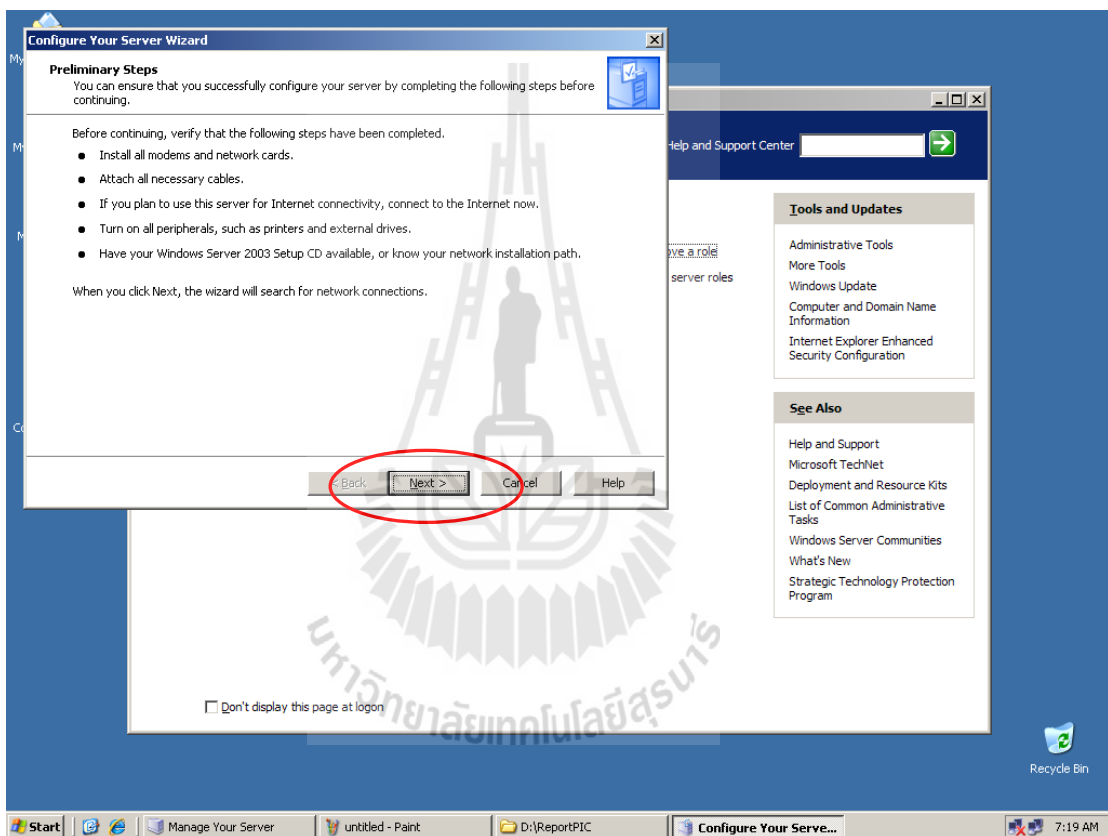 Configure Your Server Wizard
Preliminary Steps
You can ensure that you successfully configure your server by completing the following steps before
continuing.
Before continuing, verify that the following steps have been completed.
Install all modems and network cards.
Attach all necessary cables.
If you plan to use this server for Internet connectivity, connect to the Internet now.
Turn on all peripherals, such as printers and external drives.
Have your Windows Server 2003 Setup CD available, or know your network installation path.
When you click Next, the wizard will search for network connections.
< Back
Next >
Cancel
Help
My
Help and Support Center
a role
server roles
Tools and Updates
Administrative Tools
More Tools
Windows Update
Computer and Domain Name
Information
Internet Explorer Enhanced
Security Configuration
See Also
Help and Support
Microsoft TechNet
Deployment and Resource Kits
List of Common Administrative
Tasks
Windows Server Communities
What's New
Strategic Technology Protection
Program
Don't display this page at logon
มหาวิทยาลัยเทคโนโลยีสุรนารี
Recycle Bin
Start
Manage Your Server
untitled - Paint
D:\ReportPIC
Configure Your Serve...
7:19 AM